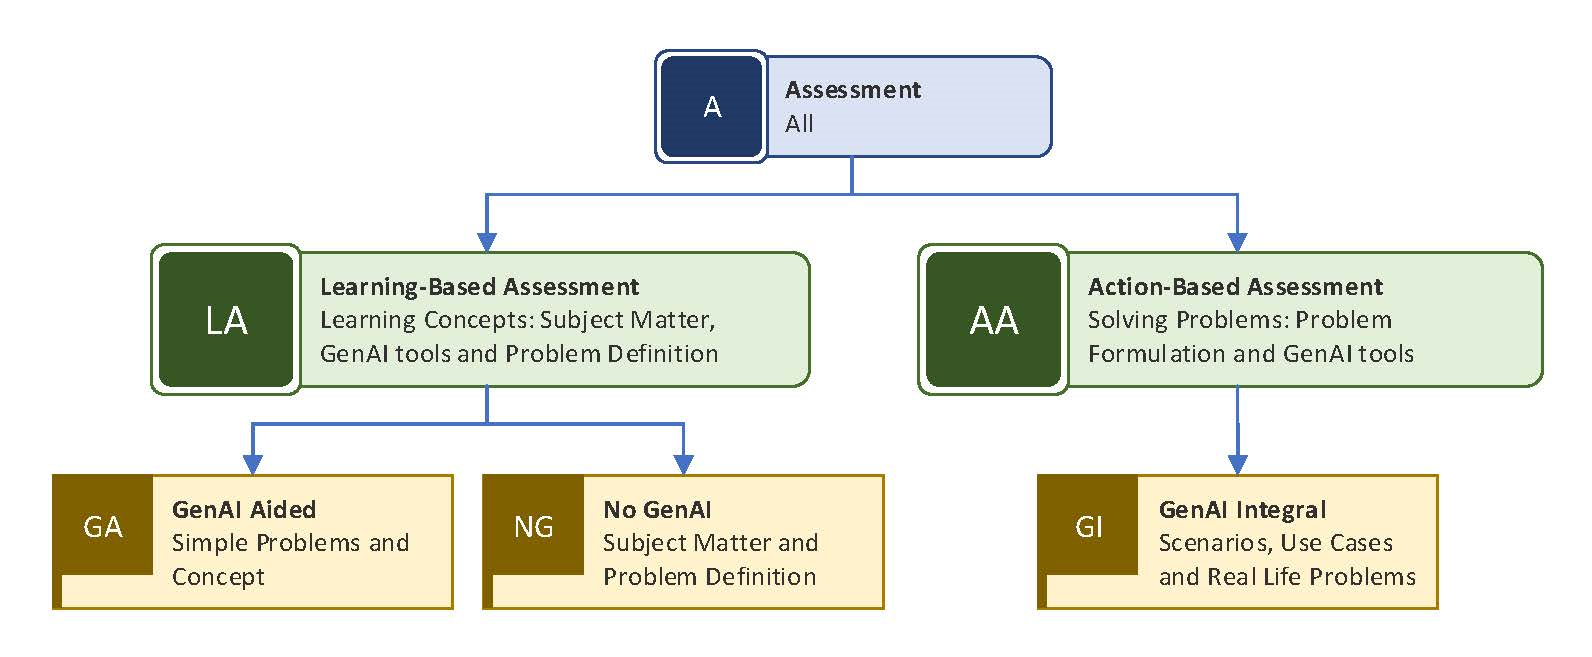 A
Assessment
All
LA
Learning-Based Assessment
Learning Concepts: Subject Matter,
GenAI tools and Problem Definition
AA
Action-Based Assessment
Solving Problems: Problem
Formulation and GenAI tools
GA
GenAI Aided
Simple Problems and
Concept
NG
No GenAI
Subject Matter and
Problem Definition
GI
GenAI Integral
Scenarios, Use Cases
and Real Life Problems